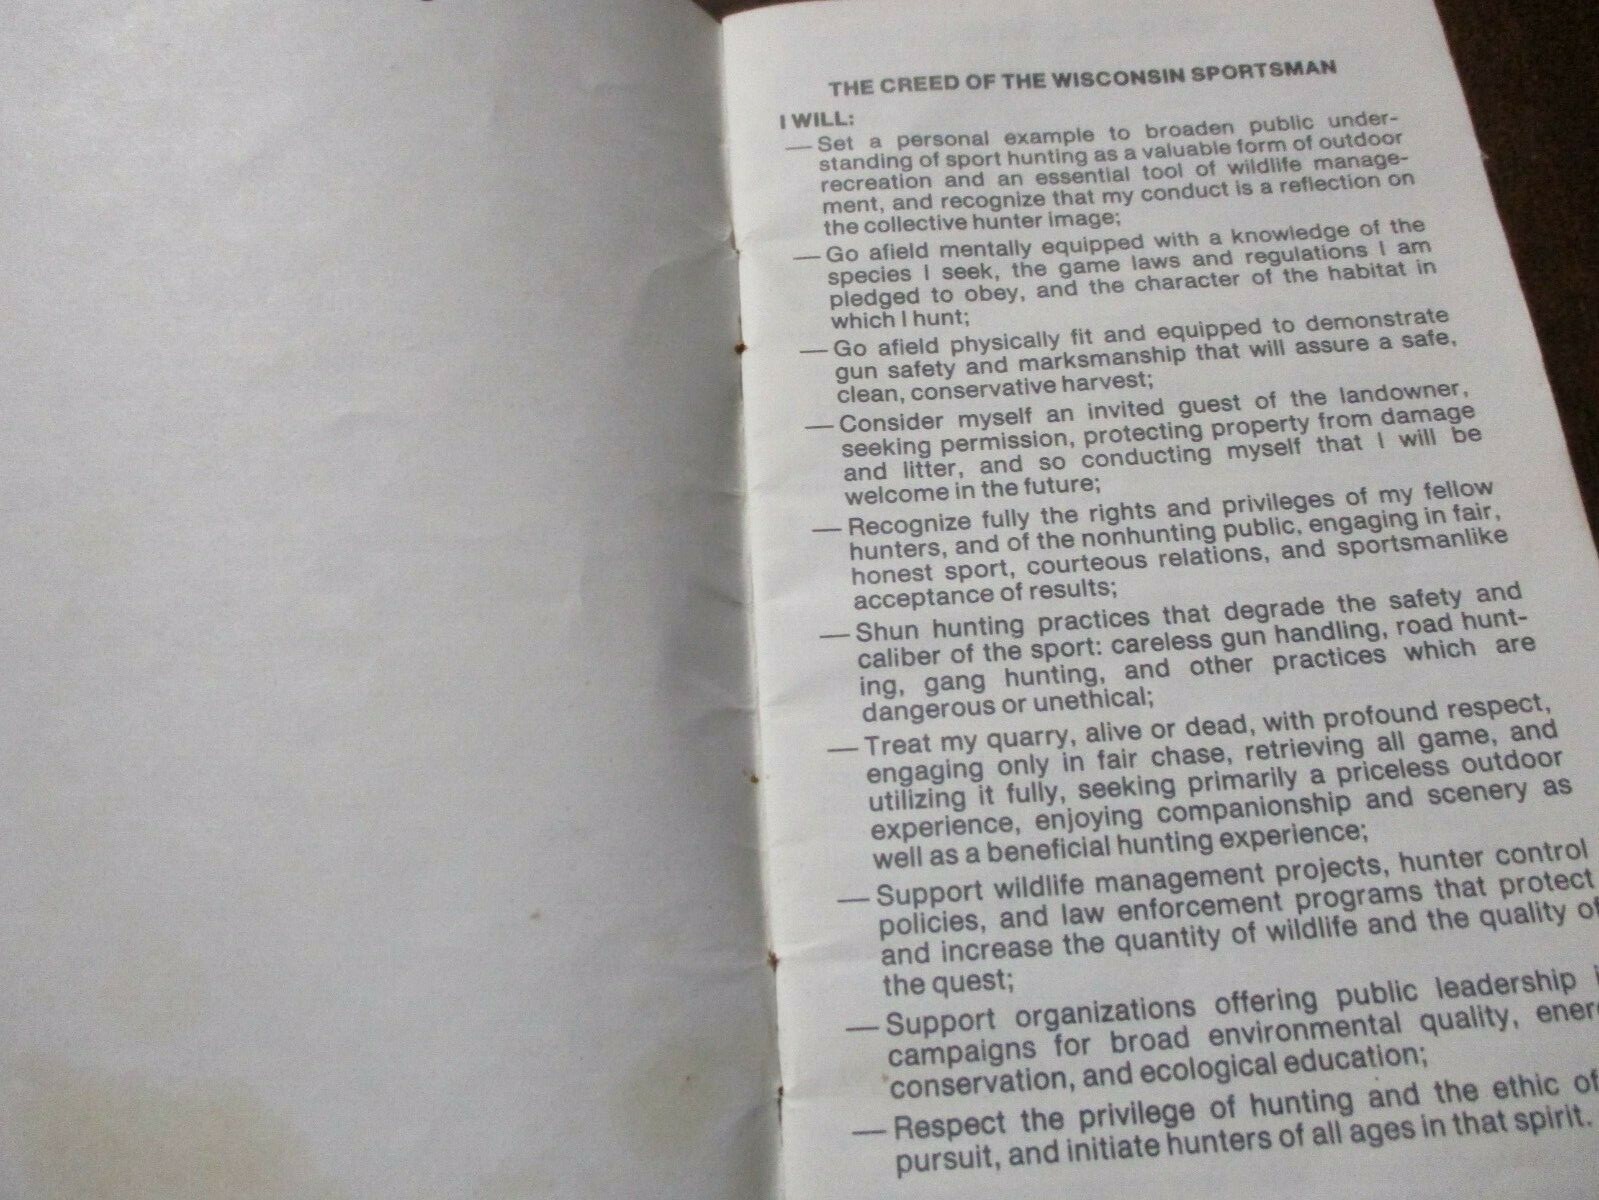 THE CREED OF THE WISCONSIN SPORTSMAN
I WILL:
— Set a personal example to broaden public under-
standing of sport hunting as a valuable form of outdoor
recreation and an essential tool of wildlife manage-
ment, and recognize that my conduct is a reflection on
the collective hunter image;
— Go afield mentally equipped with a knowledge of the
species I seek, the game laws and regulations I am
pledged to obey, and the character of the habitat in
which I hunt;
— Go afield physically fit and equipped to demonstrate
gun safety and marksmanship that will assure a safe,
clean, conservative harvest;
— Consider myself an invited guest of the landowner,
seeking permission, protecting property from damage
and litter, and so conducting myself that I will be
welcome in the future;
— Recognize fully the rights and privileges of my fellow
hunters, and of the nonhunting public, engaging in fair,
honest sport, courteous relations, and sportsmanlike
acceptance of results;
— Shun hunting practices that degrade the safety and
caliber of the sport: careless gun handling, road hunt-
ing, gang hunting, and other practices which are
dangerous or unethical;
— Treat my quarry, alive or dead, with profound respect,
engaging only in fair chase, retrieving all game, and
utilizing it fully, seeking primarily a priceless outdoor
experience, enjoying companionship and scenery as
well as a beneficial hunting experience;
— Support wildlife management projects, hunter control
policies, and law enforcement programs that protect
and increase the quantity of wildlife and the quality of
the quest;
— Support organizations offering public leadership
campaigns for broad environmental quality,
conservation, and ecological education;
— Respect the privilege of hunting and the ethic of
pursuit, and initiate hunters of all ages in that spirit.